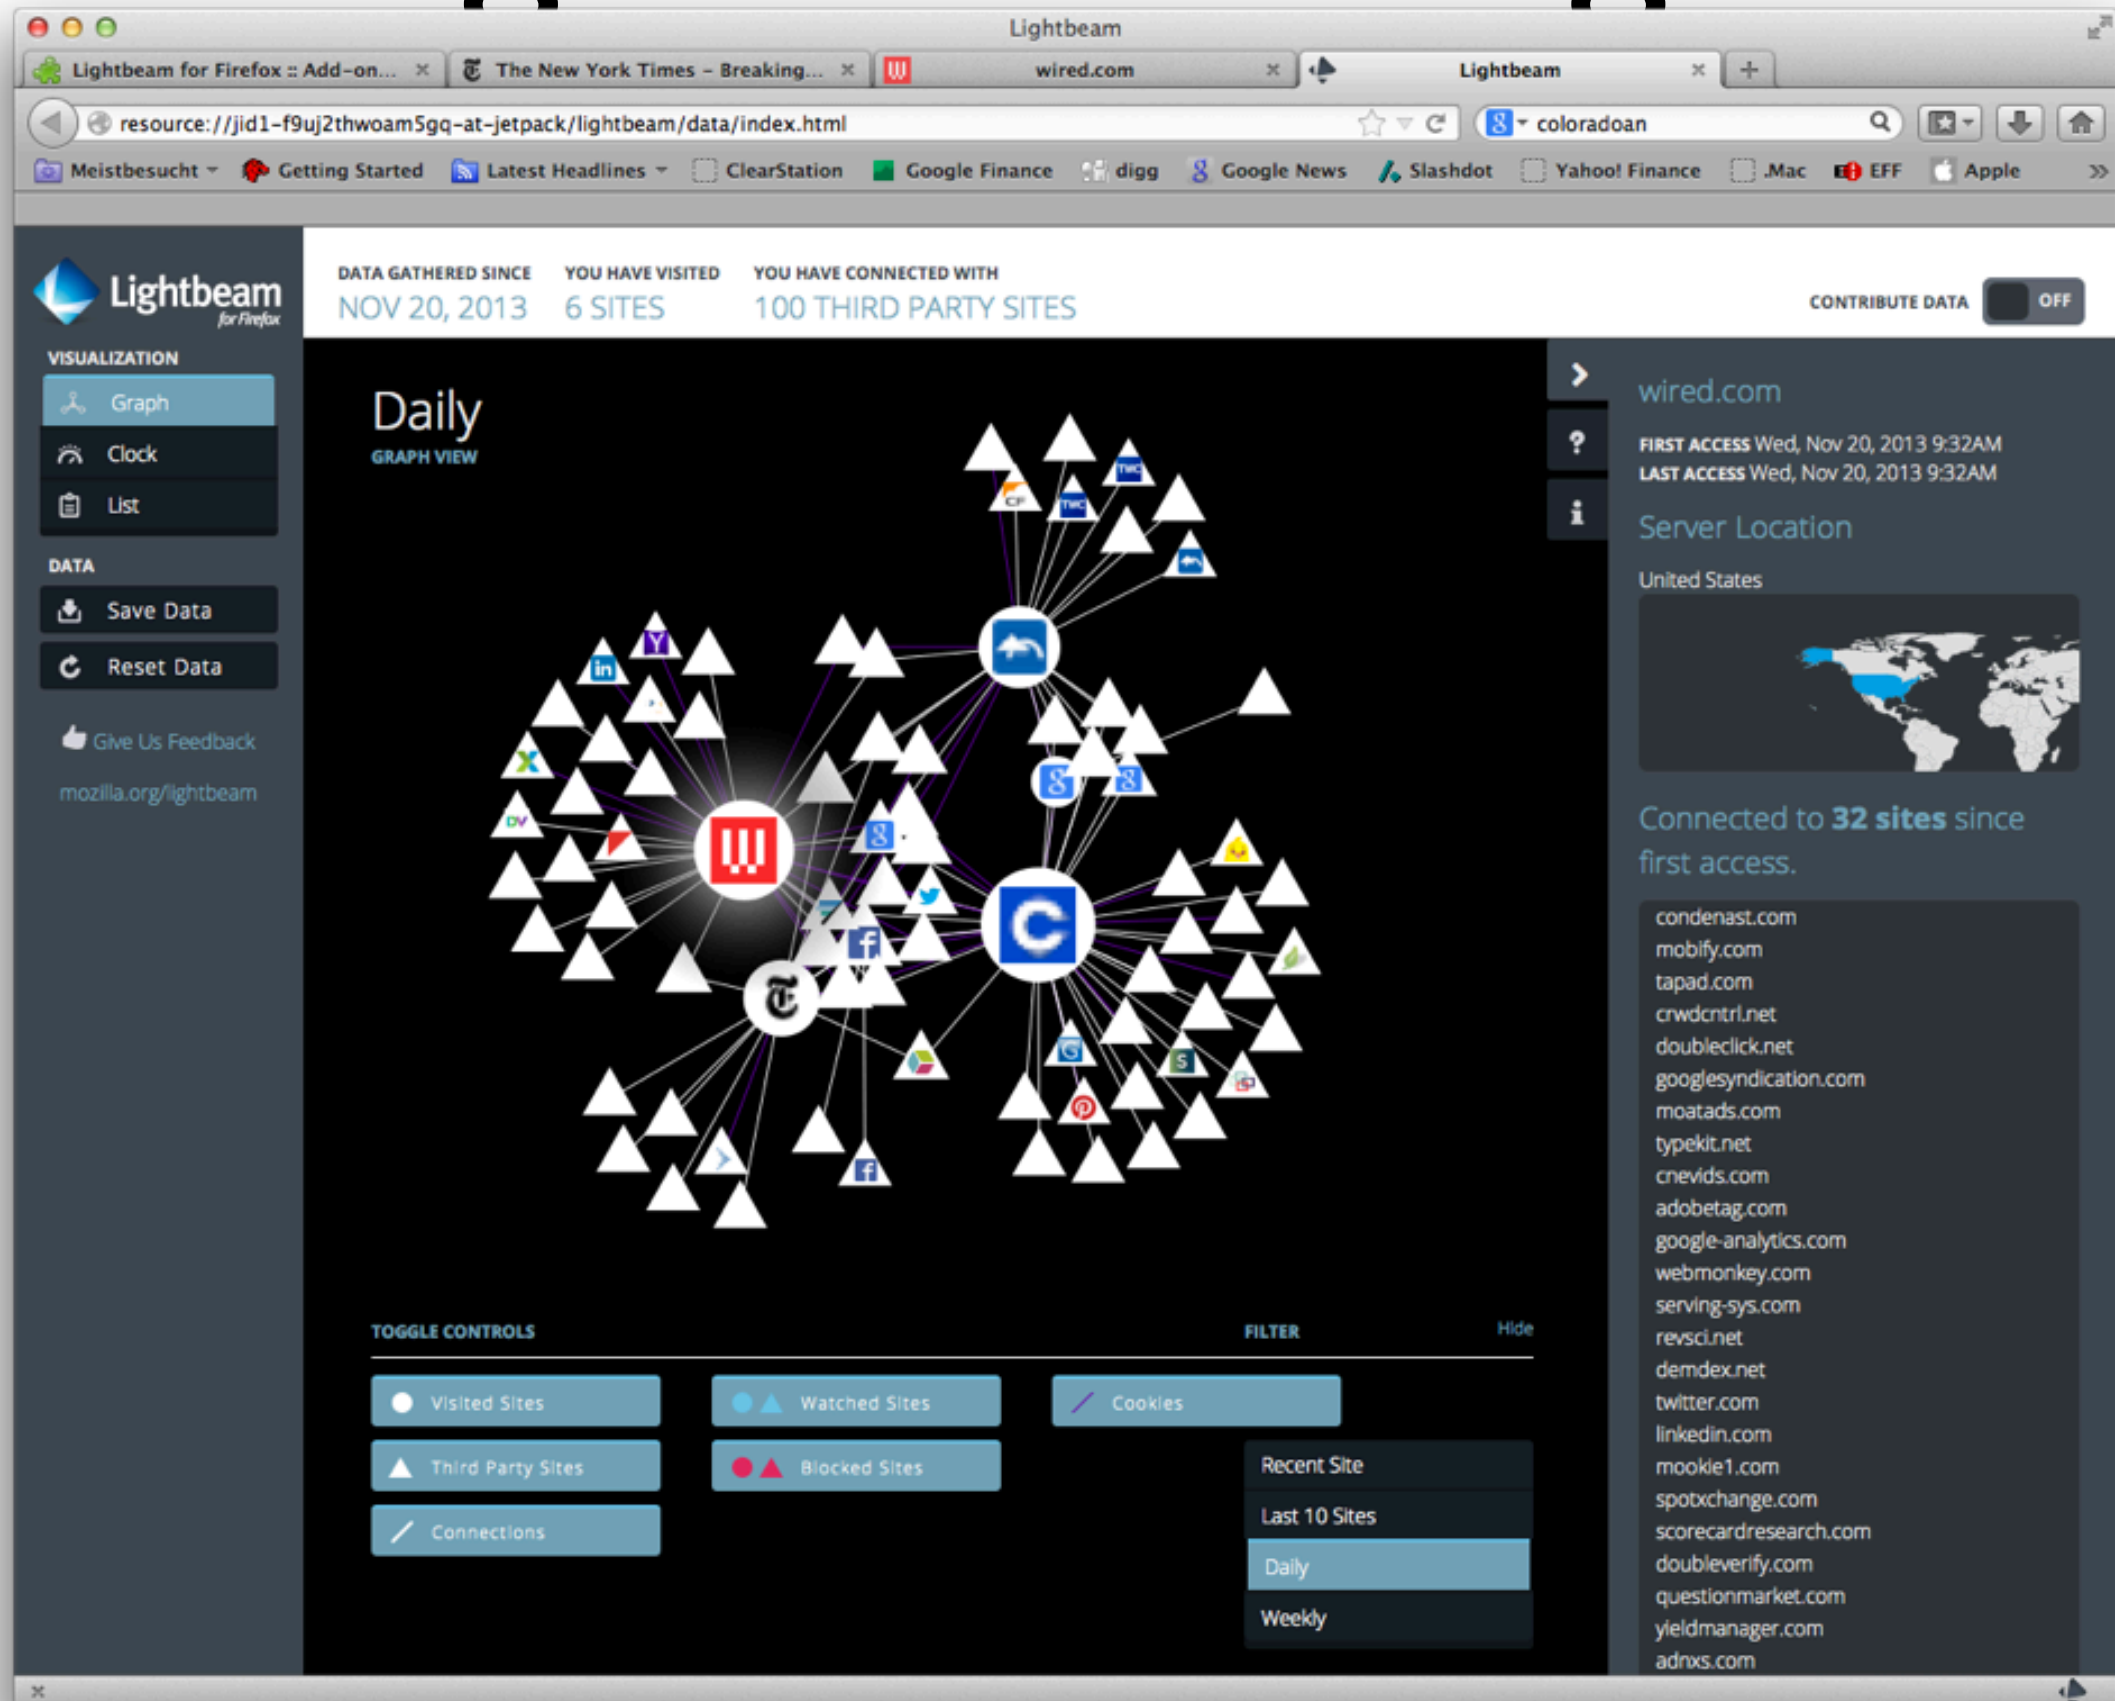 Lightbeam
Lightbeam for Firefox :: Add-on...
The New York Times – Breaking...
wired.com
Lightbeam
resource://jid1-f9uj2thwoam5gq-at-jetpack/lightbeam/data/index.html
coloradoan
Meistbesucht
Getting Started
Latest Headlines
ClearStation
Google Finance
digg
Google News
Slashdot
Yahoo! Finance
.Mac
EFF
Apple
Lightbeam
for Firefox
VISUALIZATION
Graph
Clock
List
DATA
Save Data
Reset Data
Give Us Feedback
mozilla.org/lightbeam
DATA GATHERED SINCE
NOV 20, 2013
YOU HAVE VISITED
6 SITES
YOU HAVE CONNECTED WITH
100 THIRD PARTY SITES
CONTRIBUTE DATA
OFF
Daily
GRAPH VIEW
TOGGLE CONTROLS
Visited Sites
Third Party Sites
Connections
Watched Sites
Blocked Sites
Cookies
FILTER
Hide
Recent Site
Last 10 Sites
Daily
Weekly
wired.com
FIRST ACCESS Wed, Nov 20, 2013 9:32AM
LAST ACCESS Wed, Nov 20, 2013 9:32AM
Server Location
United States
Connected to 32 sites since
first access.
condenast.com
mobify.com
tapad.com
crwdcntrl.net
doubleclick.net
googlesyndication.com
moatads.com
typekit.net
cnevids.com
adobetag.com
google-analytics.com
webmonkey.com
serving-sys.com
revsci.net
demdex.net
twitter.com
linkedin.com
mookie1.com
spotxchange.com
scorecardresearch.com
doubleverify.com
questionmarket.com
yieldmanager.com
adnxs.com